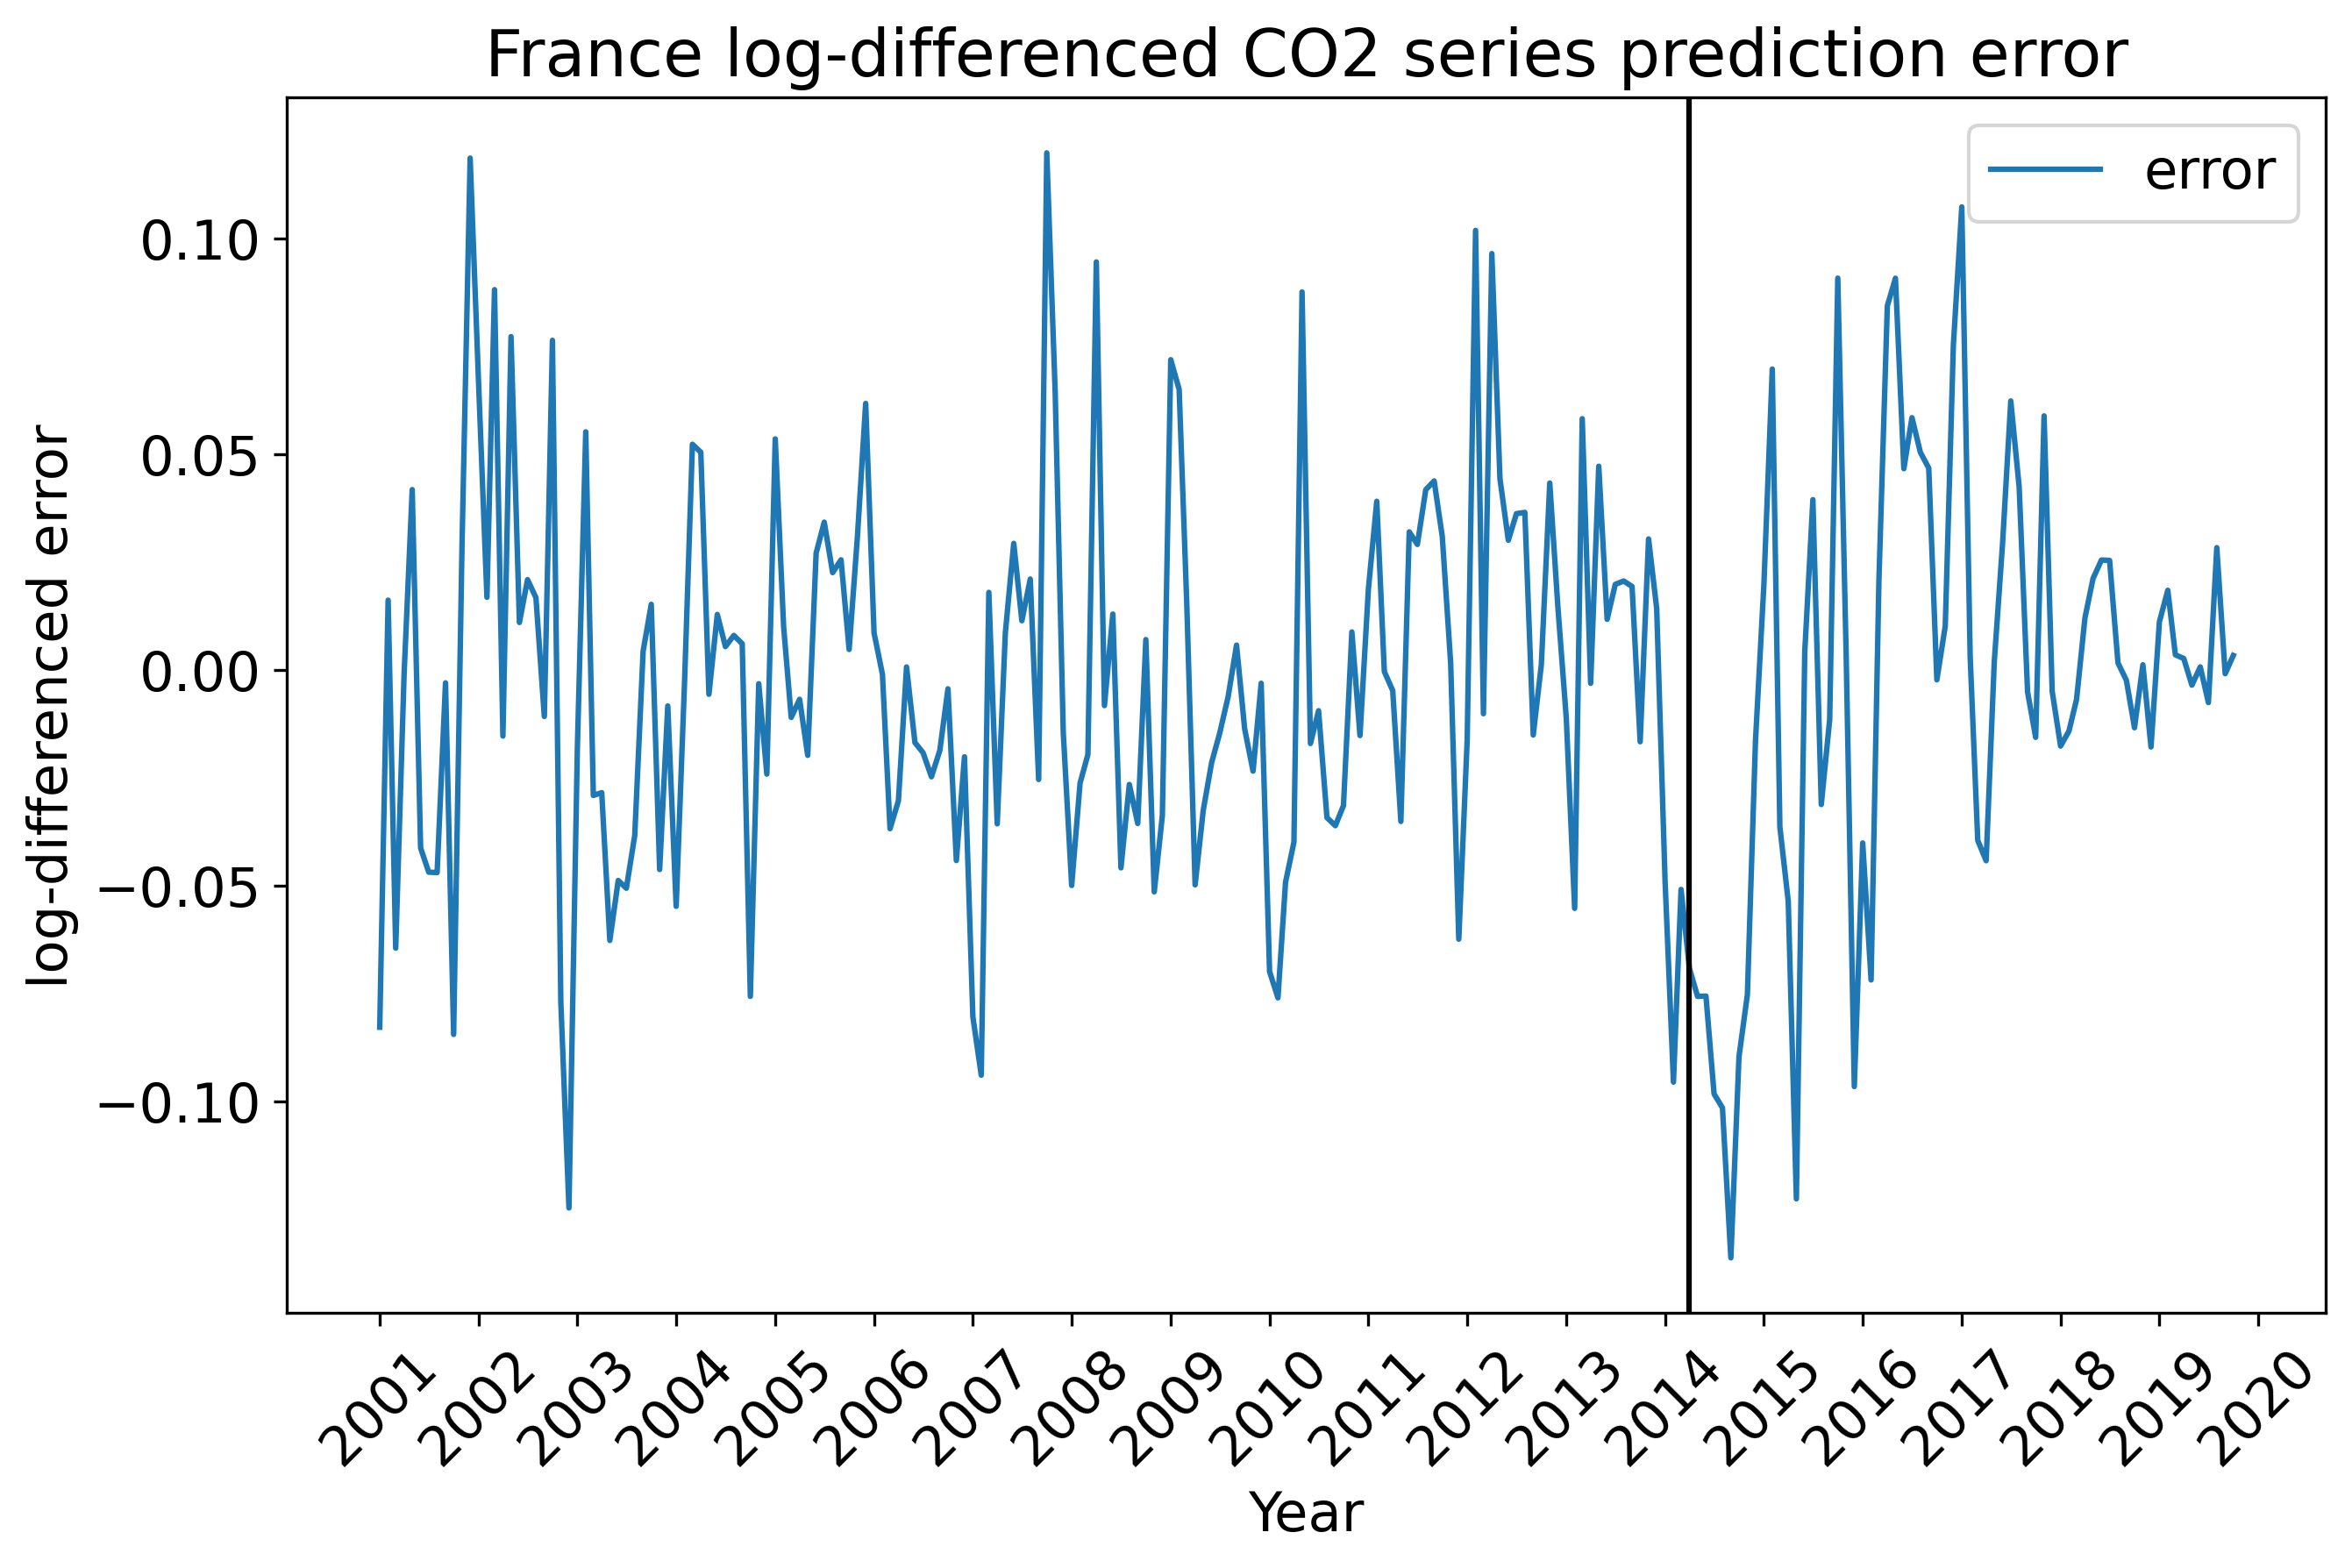 France log-differenced CO2 series prediction error
error
log-differenced error
0.10
0.05
0.00
−0.05
−0.10
2001 2002 2003 2004 2005 2006 2007 2008 2009 2010 2011 2012 2013 2014 2015 2016 2017 2018 2019 2020
Year